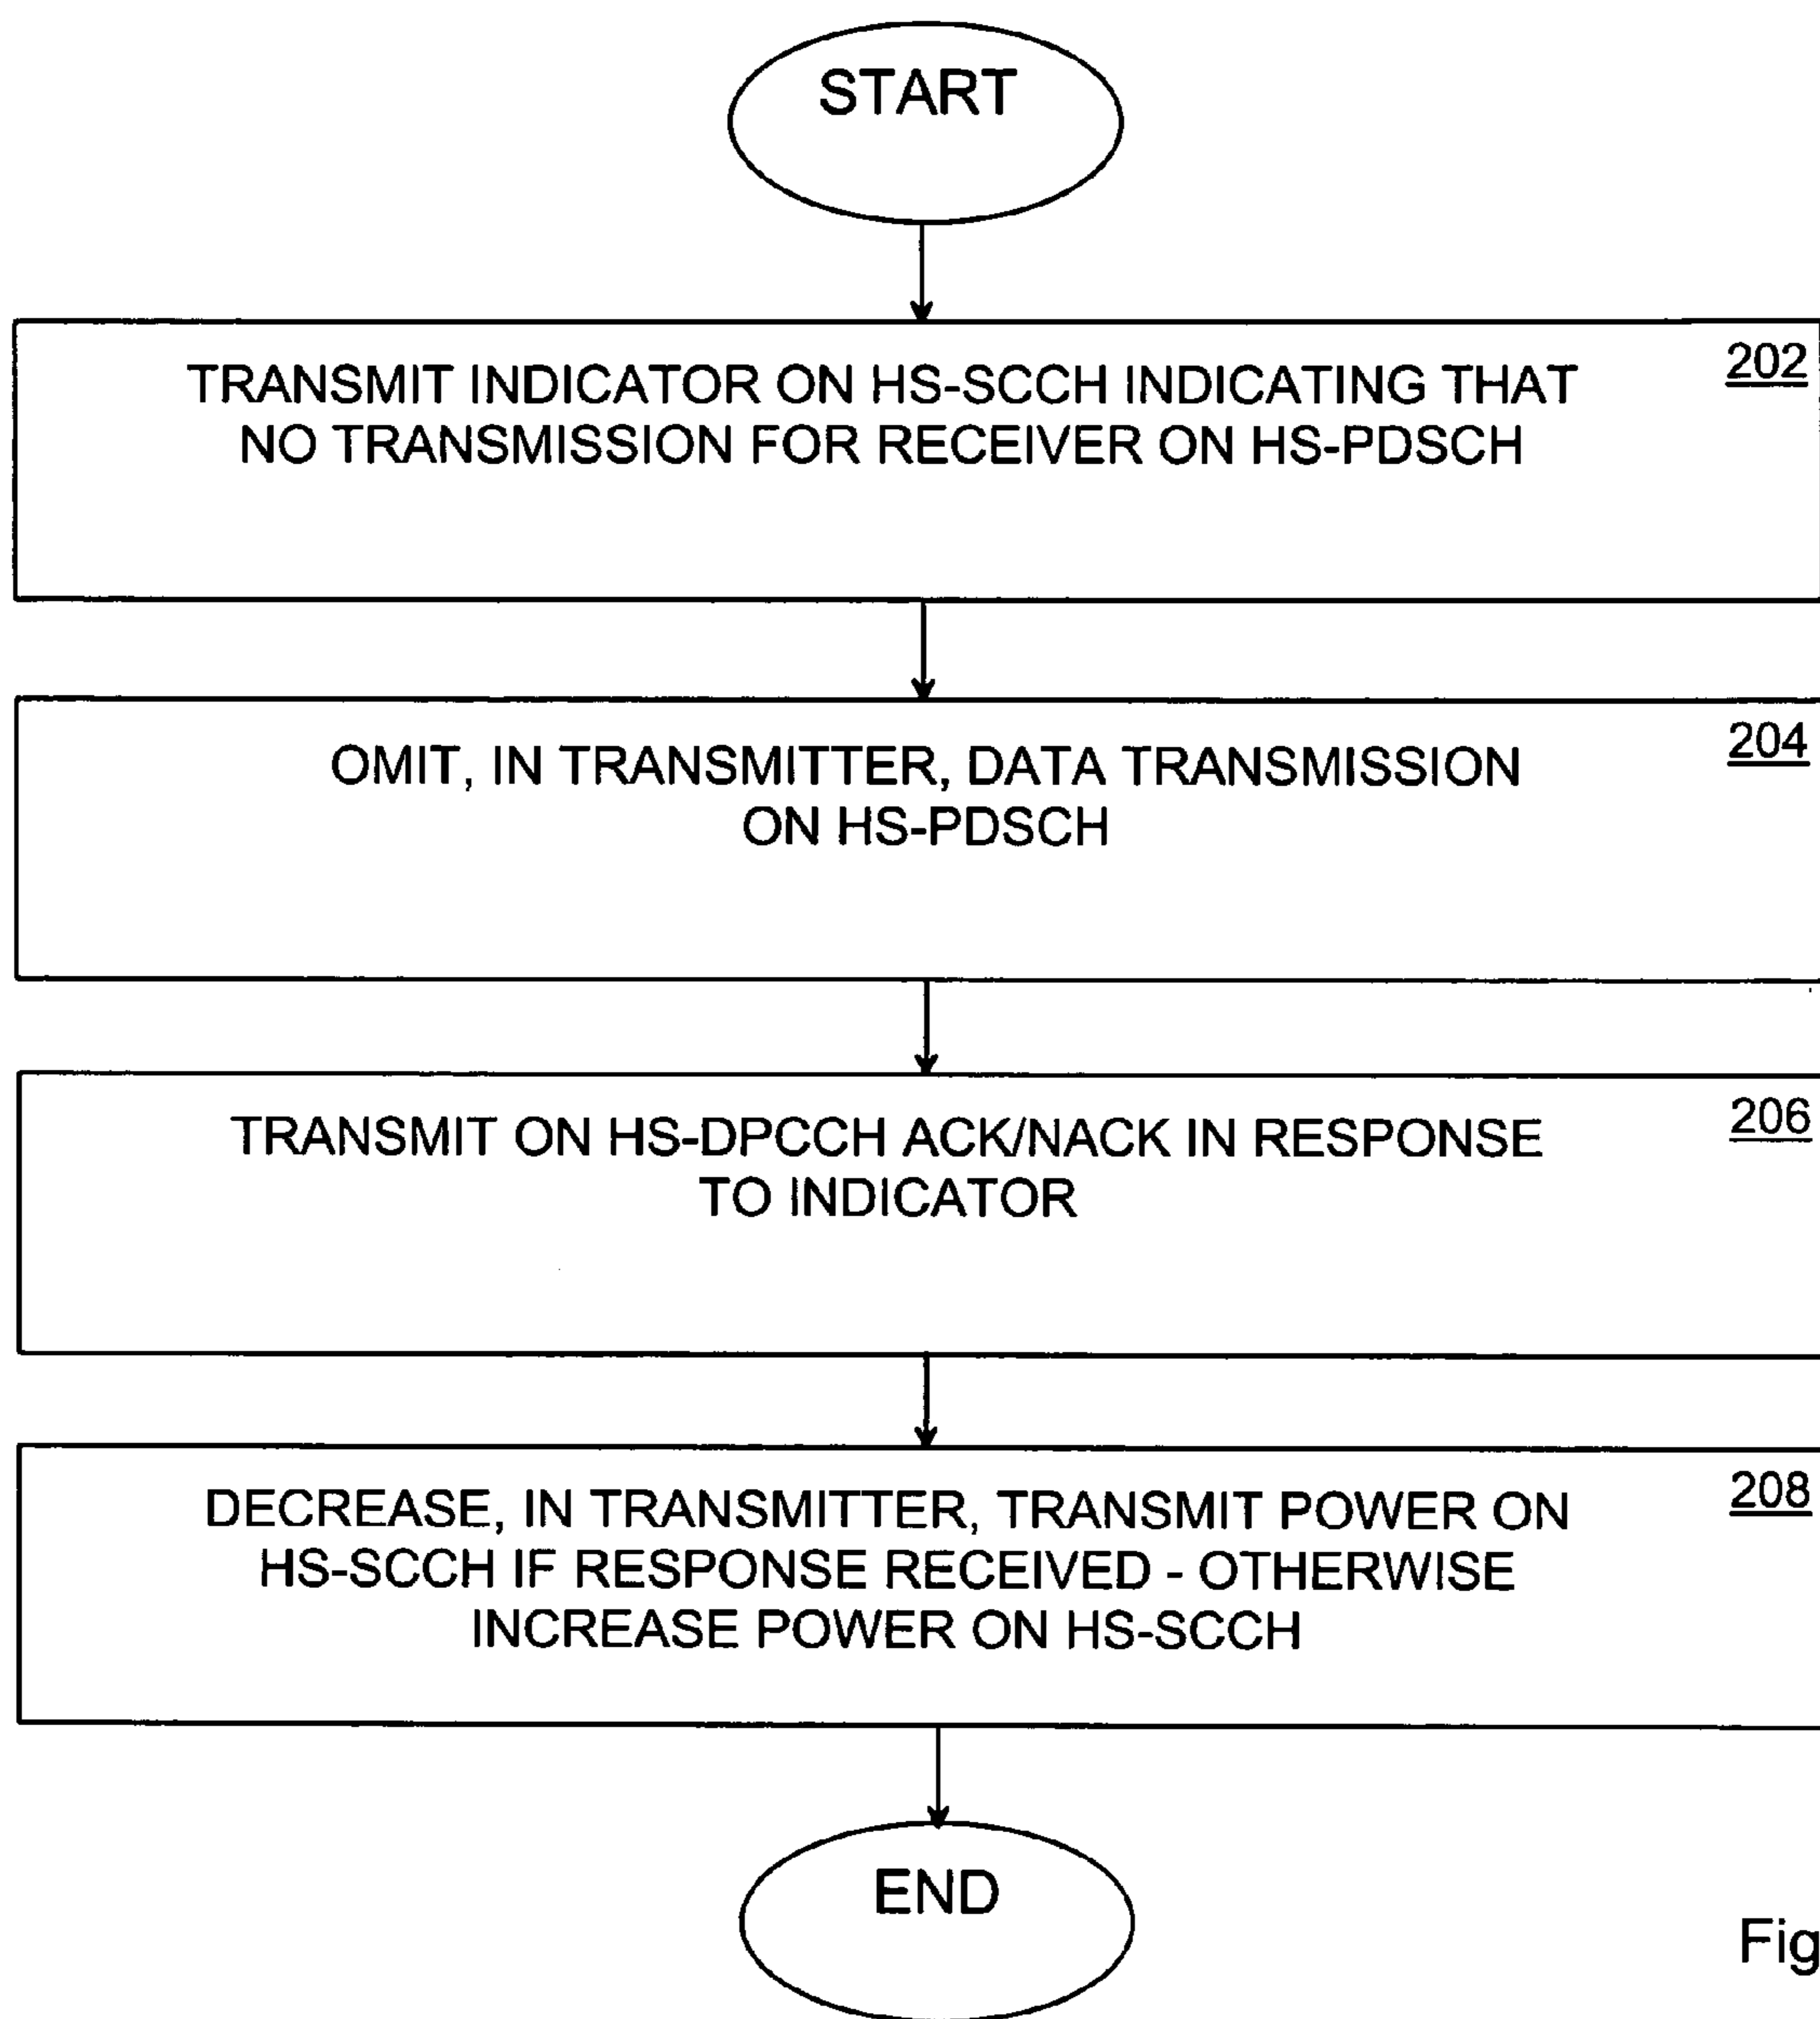 START
202
TRANSMIT INDICATOR ON HS-SCCH INDICATING THAT
NO TRANSMISSION FOR RECEIVER ON HS-PDSCH
204
OMIT, IN TRANSMITTER, DATA TRANSMISSION
ON HS-PDSCH
206
TRANSMIT ON HS-DPCCH ACK/NACK IN RESPONSE
TO INDICATOR
208
DECREASE, IN TRANSMITTER, TRANSMIT POWER ON
HS-SCCH IF RESPONSE RECEIVED - OTHERWISE
INCREASE POWER ON HS-SCCH
END
Fig